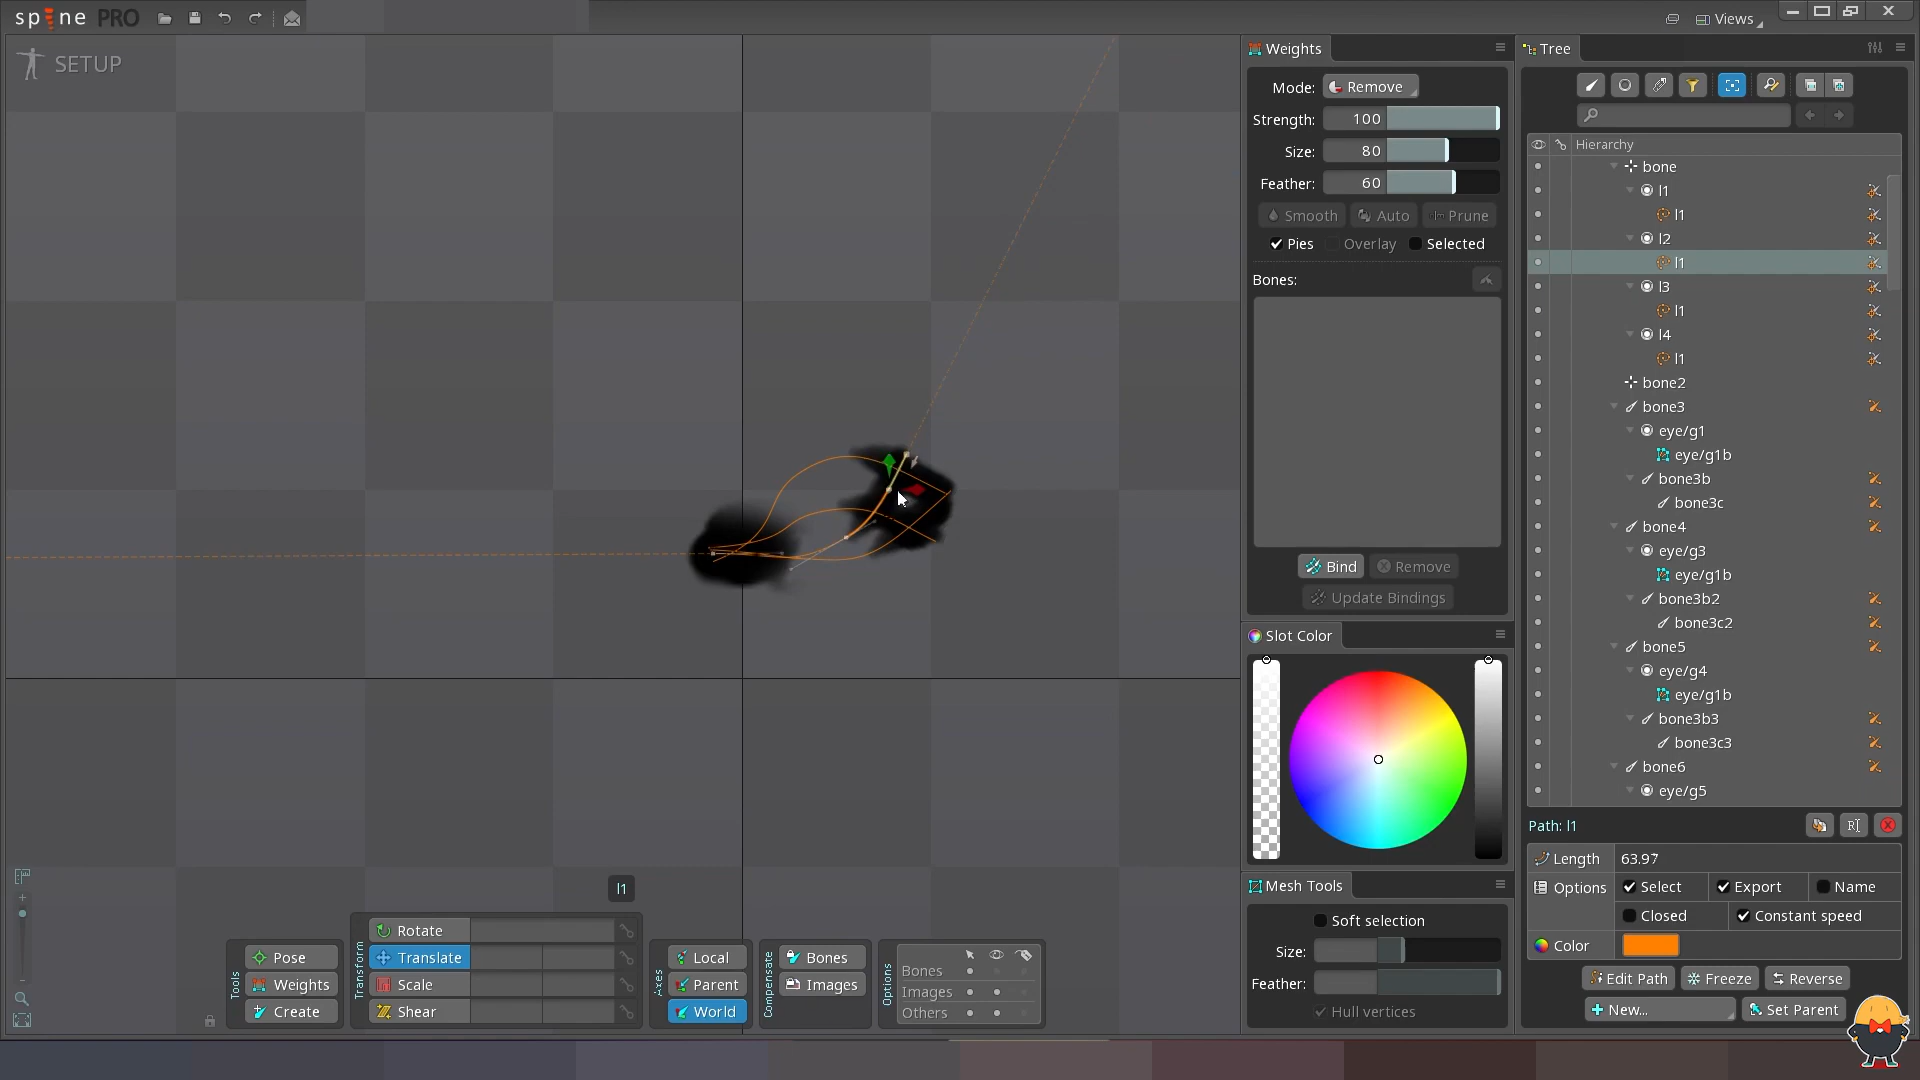 spine PRO
Views
SETUP
Weights
Mode: Remove
Strength: 100
Size: 80
Feather: 60
Smooth Auto Prune
Pies Overlay Selected
Bones:
Bind Remove
Update Bindings
Slot Color
Mesh Tools
Soft selection
Size:
Feather:
Hull vertices
Tree
Hierarchy
bone
l1
l1
l2
l1
l3
l1
l4
l1
bone2
bone3
eye/g1
eye/g1b
bone3b
bone3c
bone4
eye/g3
eye/g1b
bone3b2
bone3c2
bone5
eye/g4
eye/g1b
bone3b3
bone3c3
bone6
eye/g5
Path: l1
Length 63.97
Options Select Export Name
Closed Constant speed
Color
Edit Path Freeze Reverse
New... Set Parent
l1
Tools
Pose
Weights
Create
Transform
Rotate
Translate
Scale
Shear
Axes
Local
Parent
World
Compensate
Bones
Images
Options
Bones
Images
Others